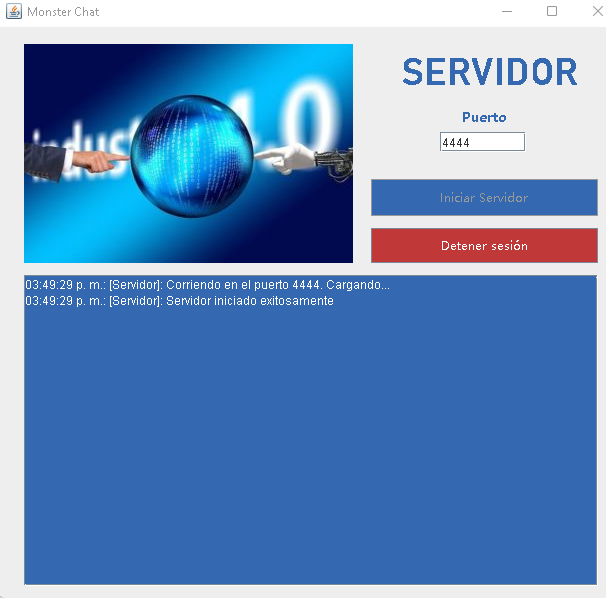 Monster Chat
SERVIDOR
Puerto
4444
Iniciar Servidor
Detener sesión
4.0
03:49:29 p. m.: [Servidor]: Corriendo en el puerto 4444. Cargando...
03:49:29 p. m.: [Servidor]: Servidor iniciado exitosamente